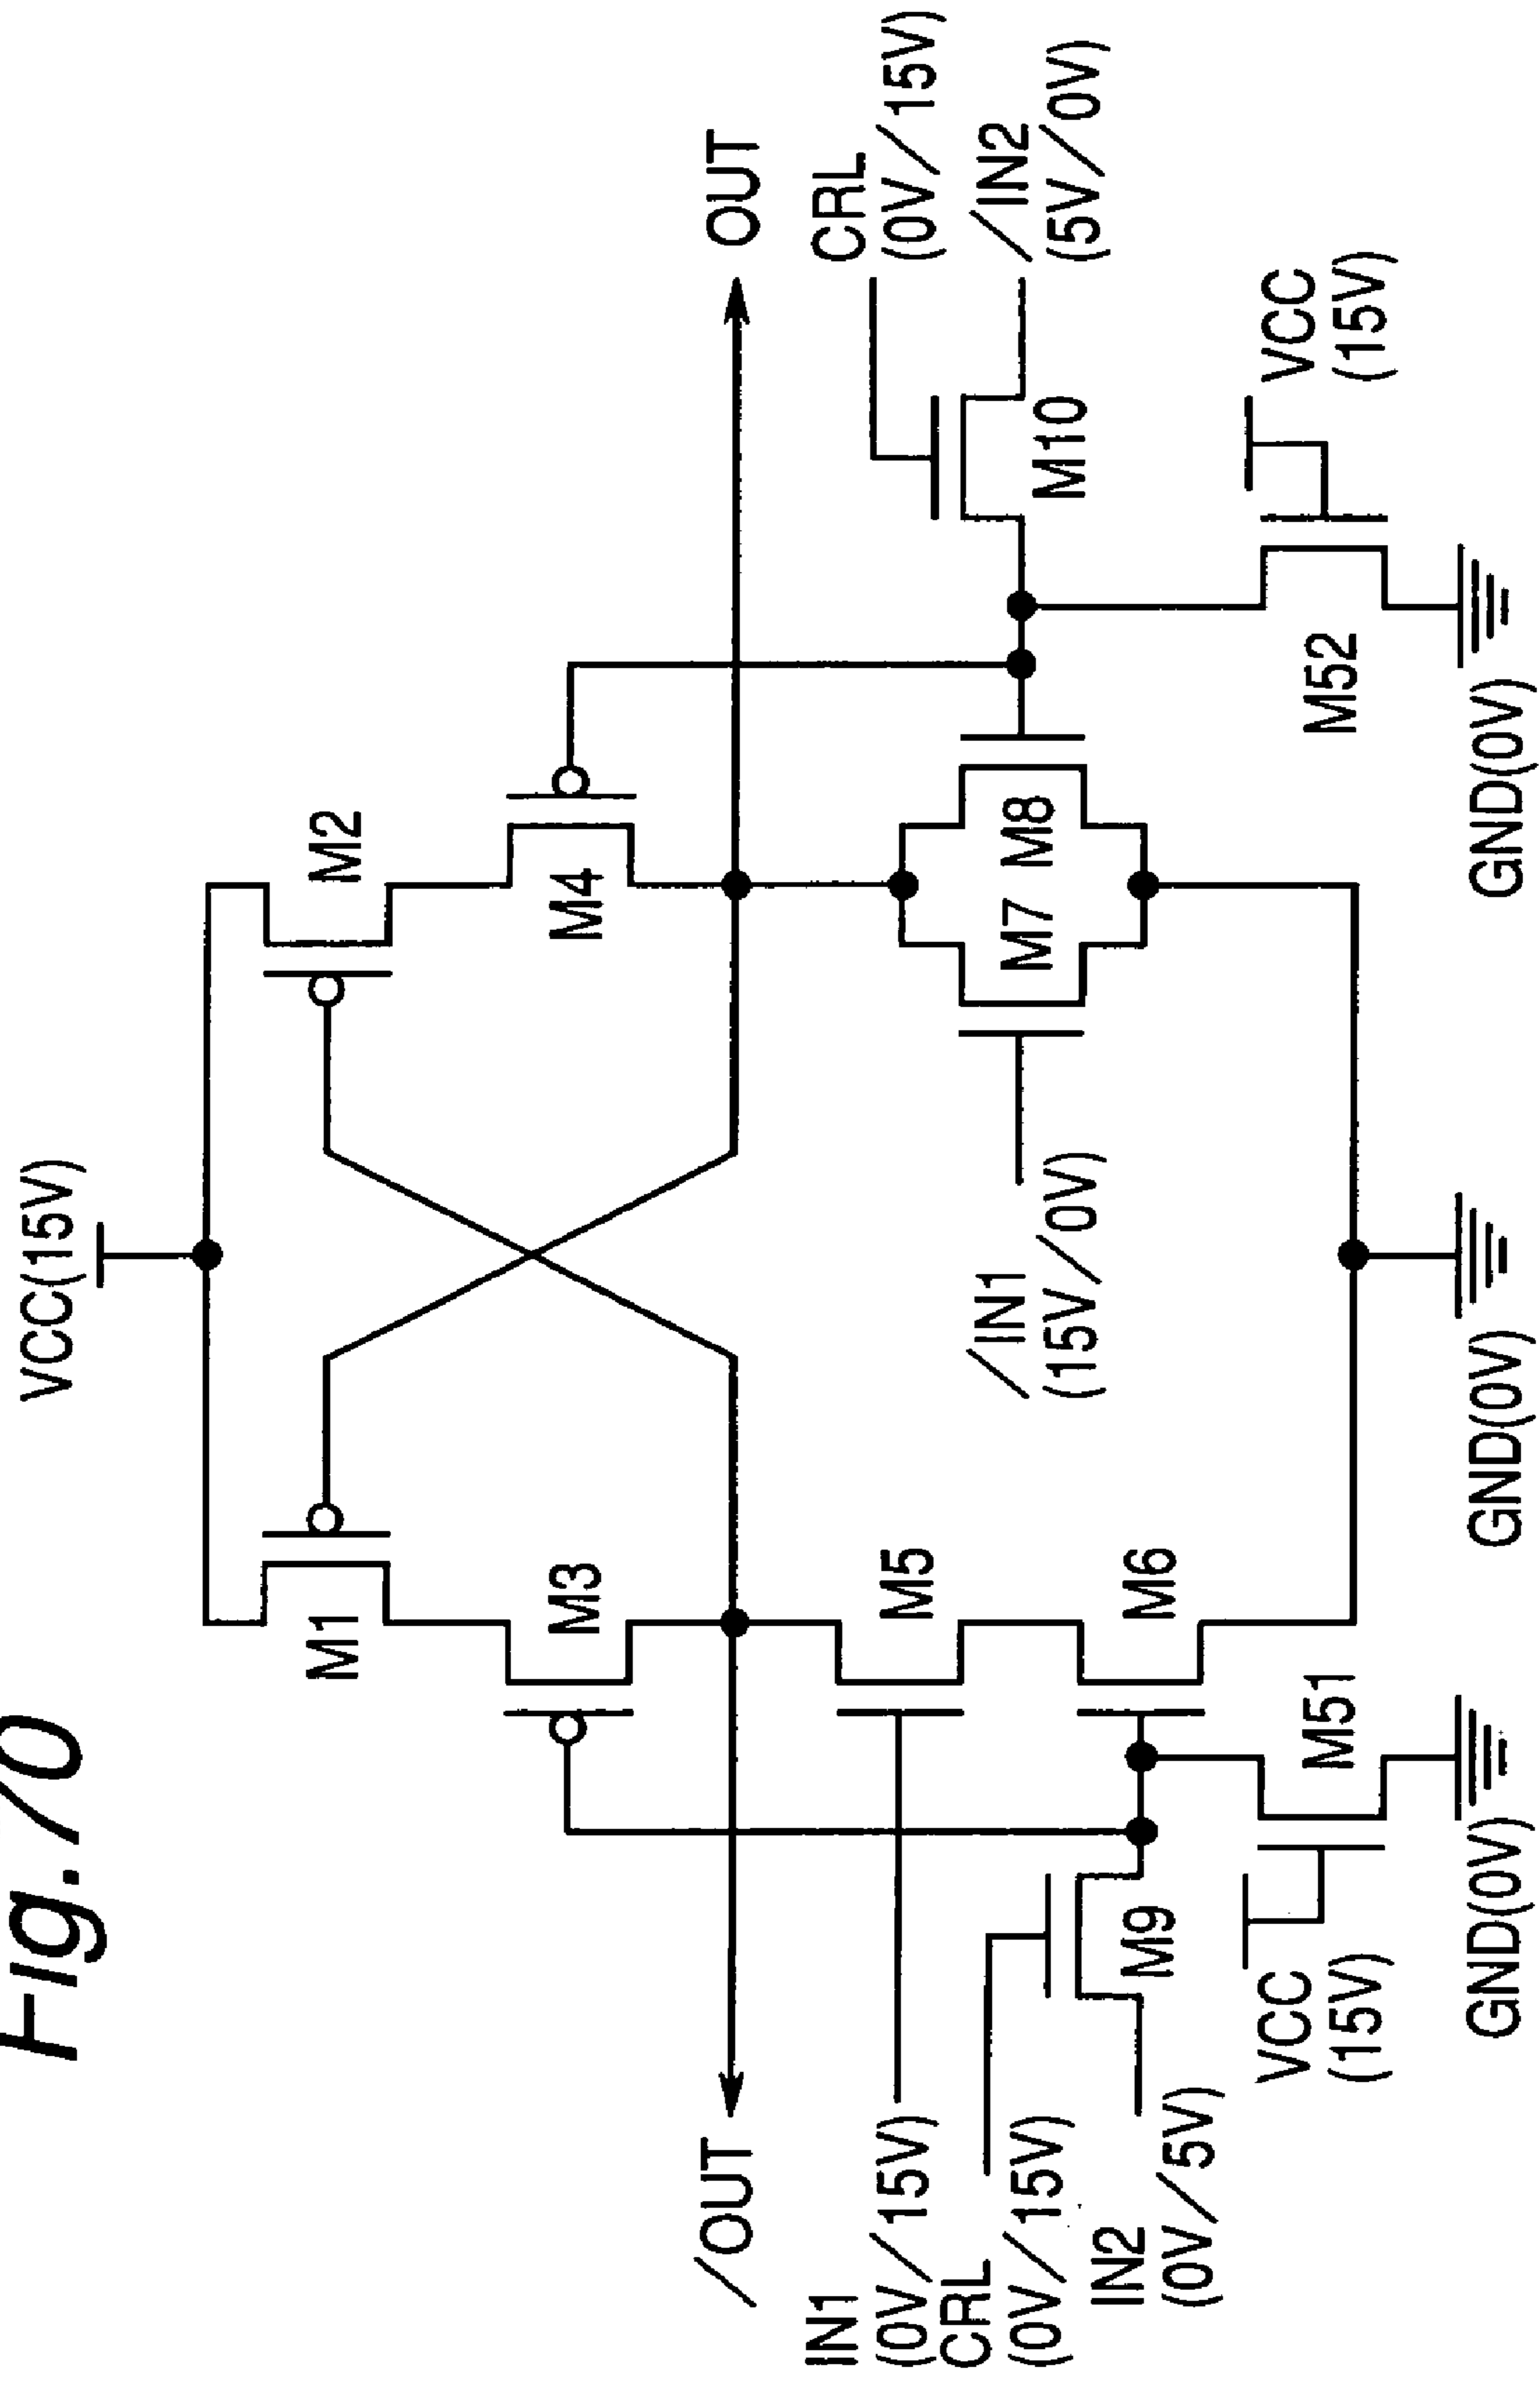 Fig.70
VCC(15V)
M1
M2
M3
M4
/OUT
OUT
IN1
(0V/15V)
CRL
(0V/15V)
IN2
(0V/5V)
M5
M6
M9
M51
VCC
(15V)
GND(0V)
/IN1
(15V/0V)
M7
M8
GND(0V)
CRL
(0V/15V)
/IN2
(5V/0V)
M10
VCC
(15V)
M52
GND(0V)